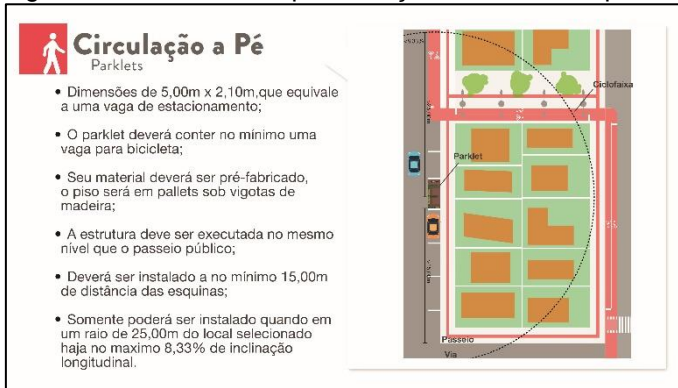 Circulação a Pé
Parklets
• Dimensões de 5,00m x 2,10m,que equivale
a uma vaga de estacionamento;
• O parklet deverá conter no mínimo uma
vaga para bicicleta;
• Seu material deverá ser pré-fabricado,
o piso será em pallets sob vigotas de
madeira;
• A estrutura deve ser executada no mesmo
nível que o passeio público;
• Deverá ser instalado a no mínimo 15,00m
de distância das esquinas;
• Somente poderá ser instalado quando em
um raio de 25,00m do local selecionado
haja no maximo 8,33% de inclinação
longitudinal.
Ciclofaixa
Parklet
Passeio
Via